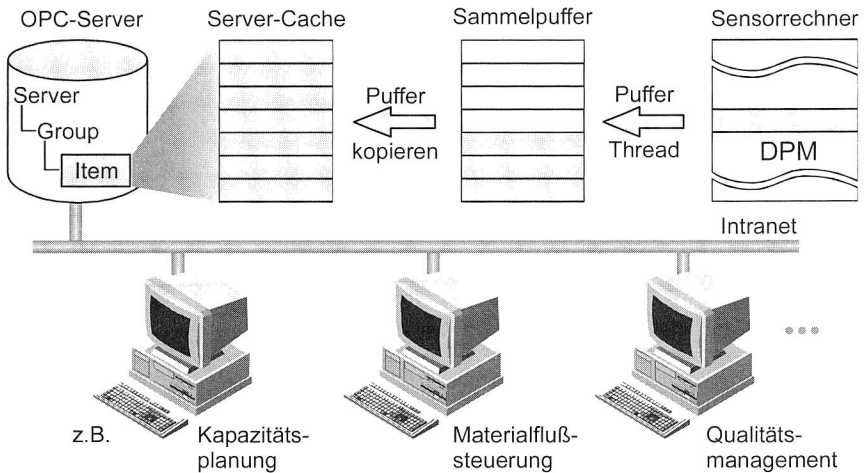 OPC-Server
Server-Cache
Sammelpuffer
Sensorrechner
Server
Group
Item
Puffer
kopieren
Puffer
Thread
DPM
Intranet
z.B.
Kapazitäts-
planung
Materialfluß-
steuerung
Qualitäts-
management